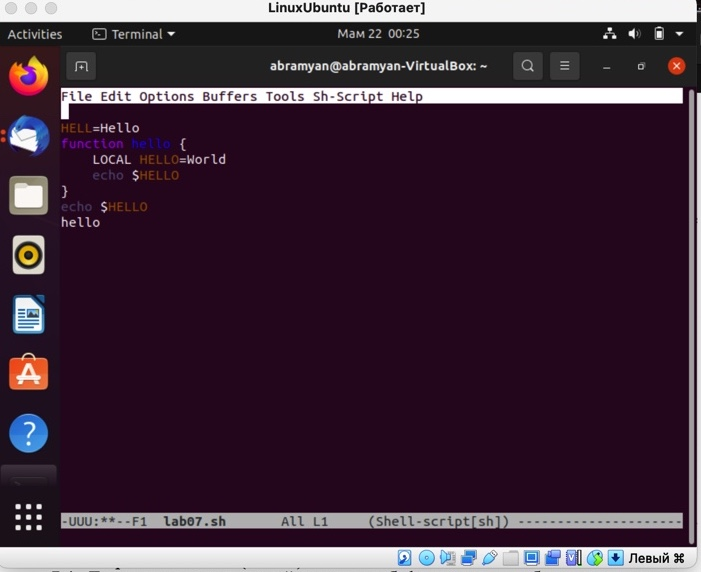 LinuxUbuntu [Работает]
Activities Terminal Мам 22 00:25
abramyan@abramyan-VirtualBox: ~
File Edit Options Buffers Tools Sh-Script Help
HELL=Hello
function hello {
    LOCAL HELLO=World
    echo $HELLO
}
echo $HELLO
hello
-UUU:**--F1 lab07.sh All L1 (Shell-script[sh]) ---------------------
Левый ⌘